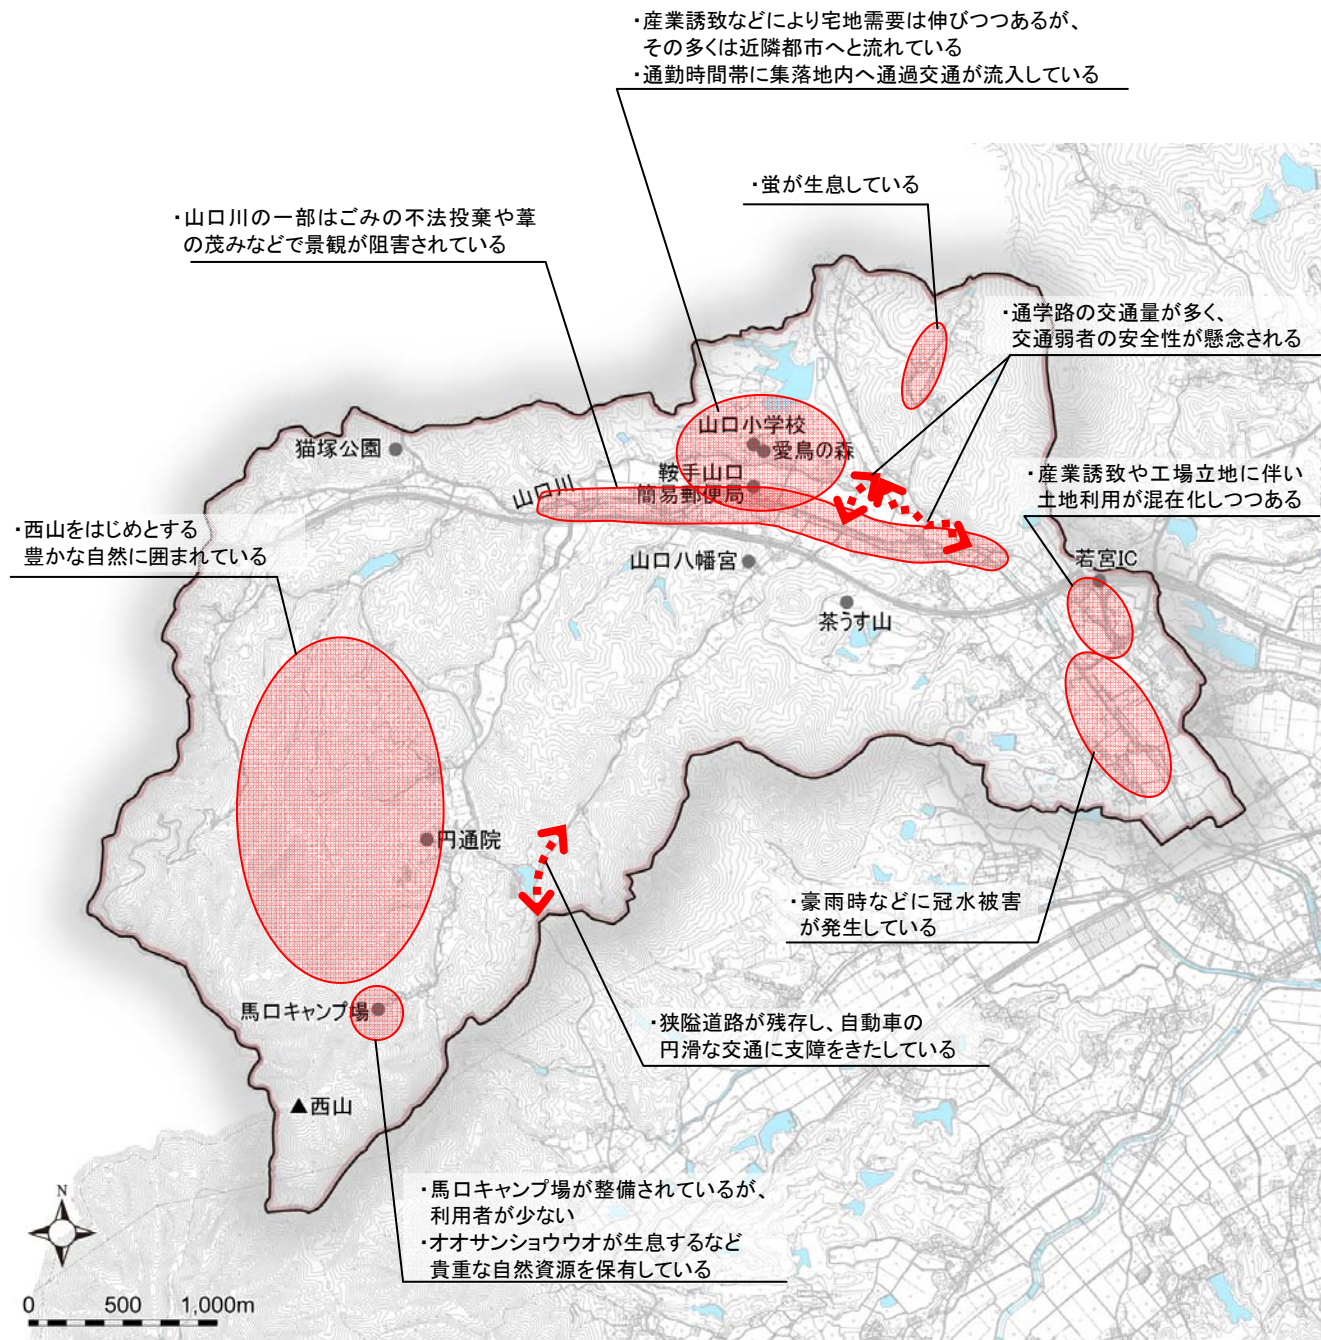 ・産業誘致などにより宅地需要は伸びつつあるが、
その多くは近隣都市へと流れている
・通勤時間帯に集落地内へ通過交通が流入している
・蛍が生息している
・山口川の一部はごみの不法投棄や葦
の茂みなどで景観が阻害されている
・通学路の交通量が多く、
交通弱者の安全性が懸念される
山口小学校
愛鳥の森
猫塚公園
鞍手山口
簡易郵便局
山口川
・産業誘致や工場立地に伴い
土地利用が混在化しつつある
・西山をはじめとする
豊かな自然に囲まれている
山口八幡宮
若宮IC
茶うす山
円通院
・豪雨時などに冠水被害
が発生している
馬口キャンプ場
・狭隘道路が残存し、自動車の
円滑な交通に支障をきたしている
▲西山
・馬口キャンプ場が整備されているが、
利用者が少ない
・オオサンショウウオが生息するなど
貴重な自然資源を保有している
N
0 500 1,000m